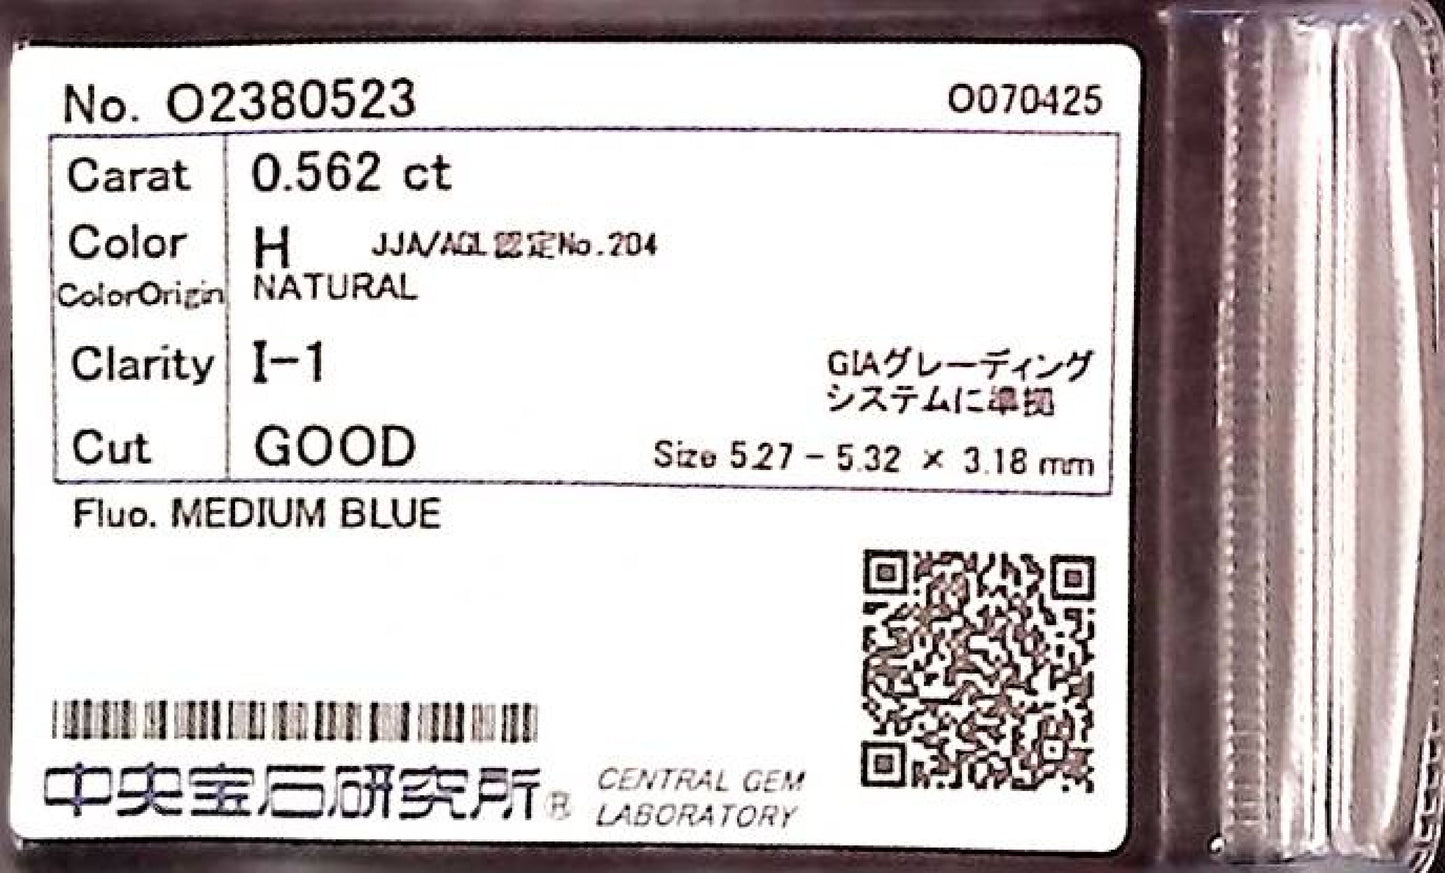 No. O2380523 O070425
Carat 0.562 ct
Color H JJA/AGL認定No.204
ColorOrigin NATURAL
Clarity I-1 GIAグレーディング
システムに準拠
Cut GOOD Size 5.27 - 5.32 × 3.18 mm
Fluo. MEDIUM BLUE
中央宝石研究所® CENTRAL GEM
LABORATORY